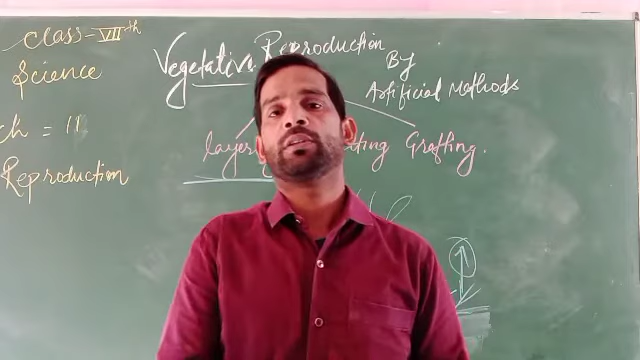 Class-VIIth
Science
ch = 11
Reproduction
Vegetative Reproduction
By
Artificial Methods
Grafting.